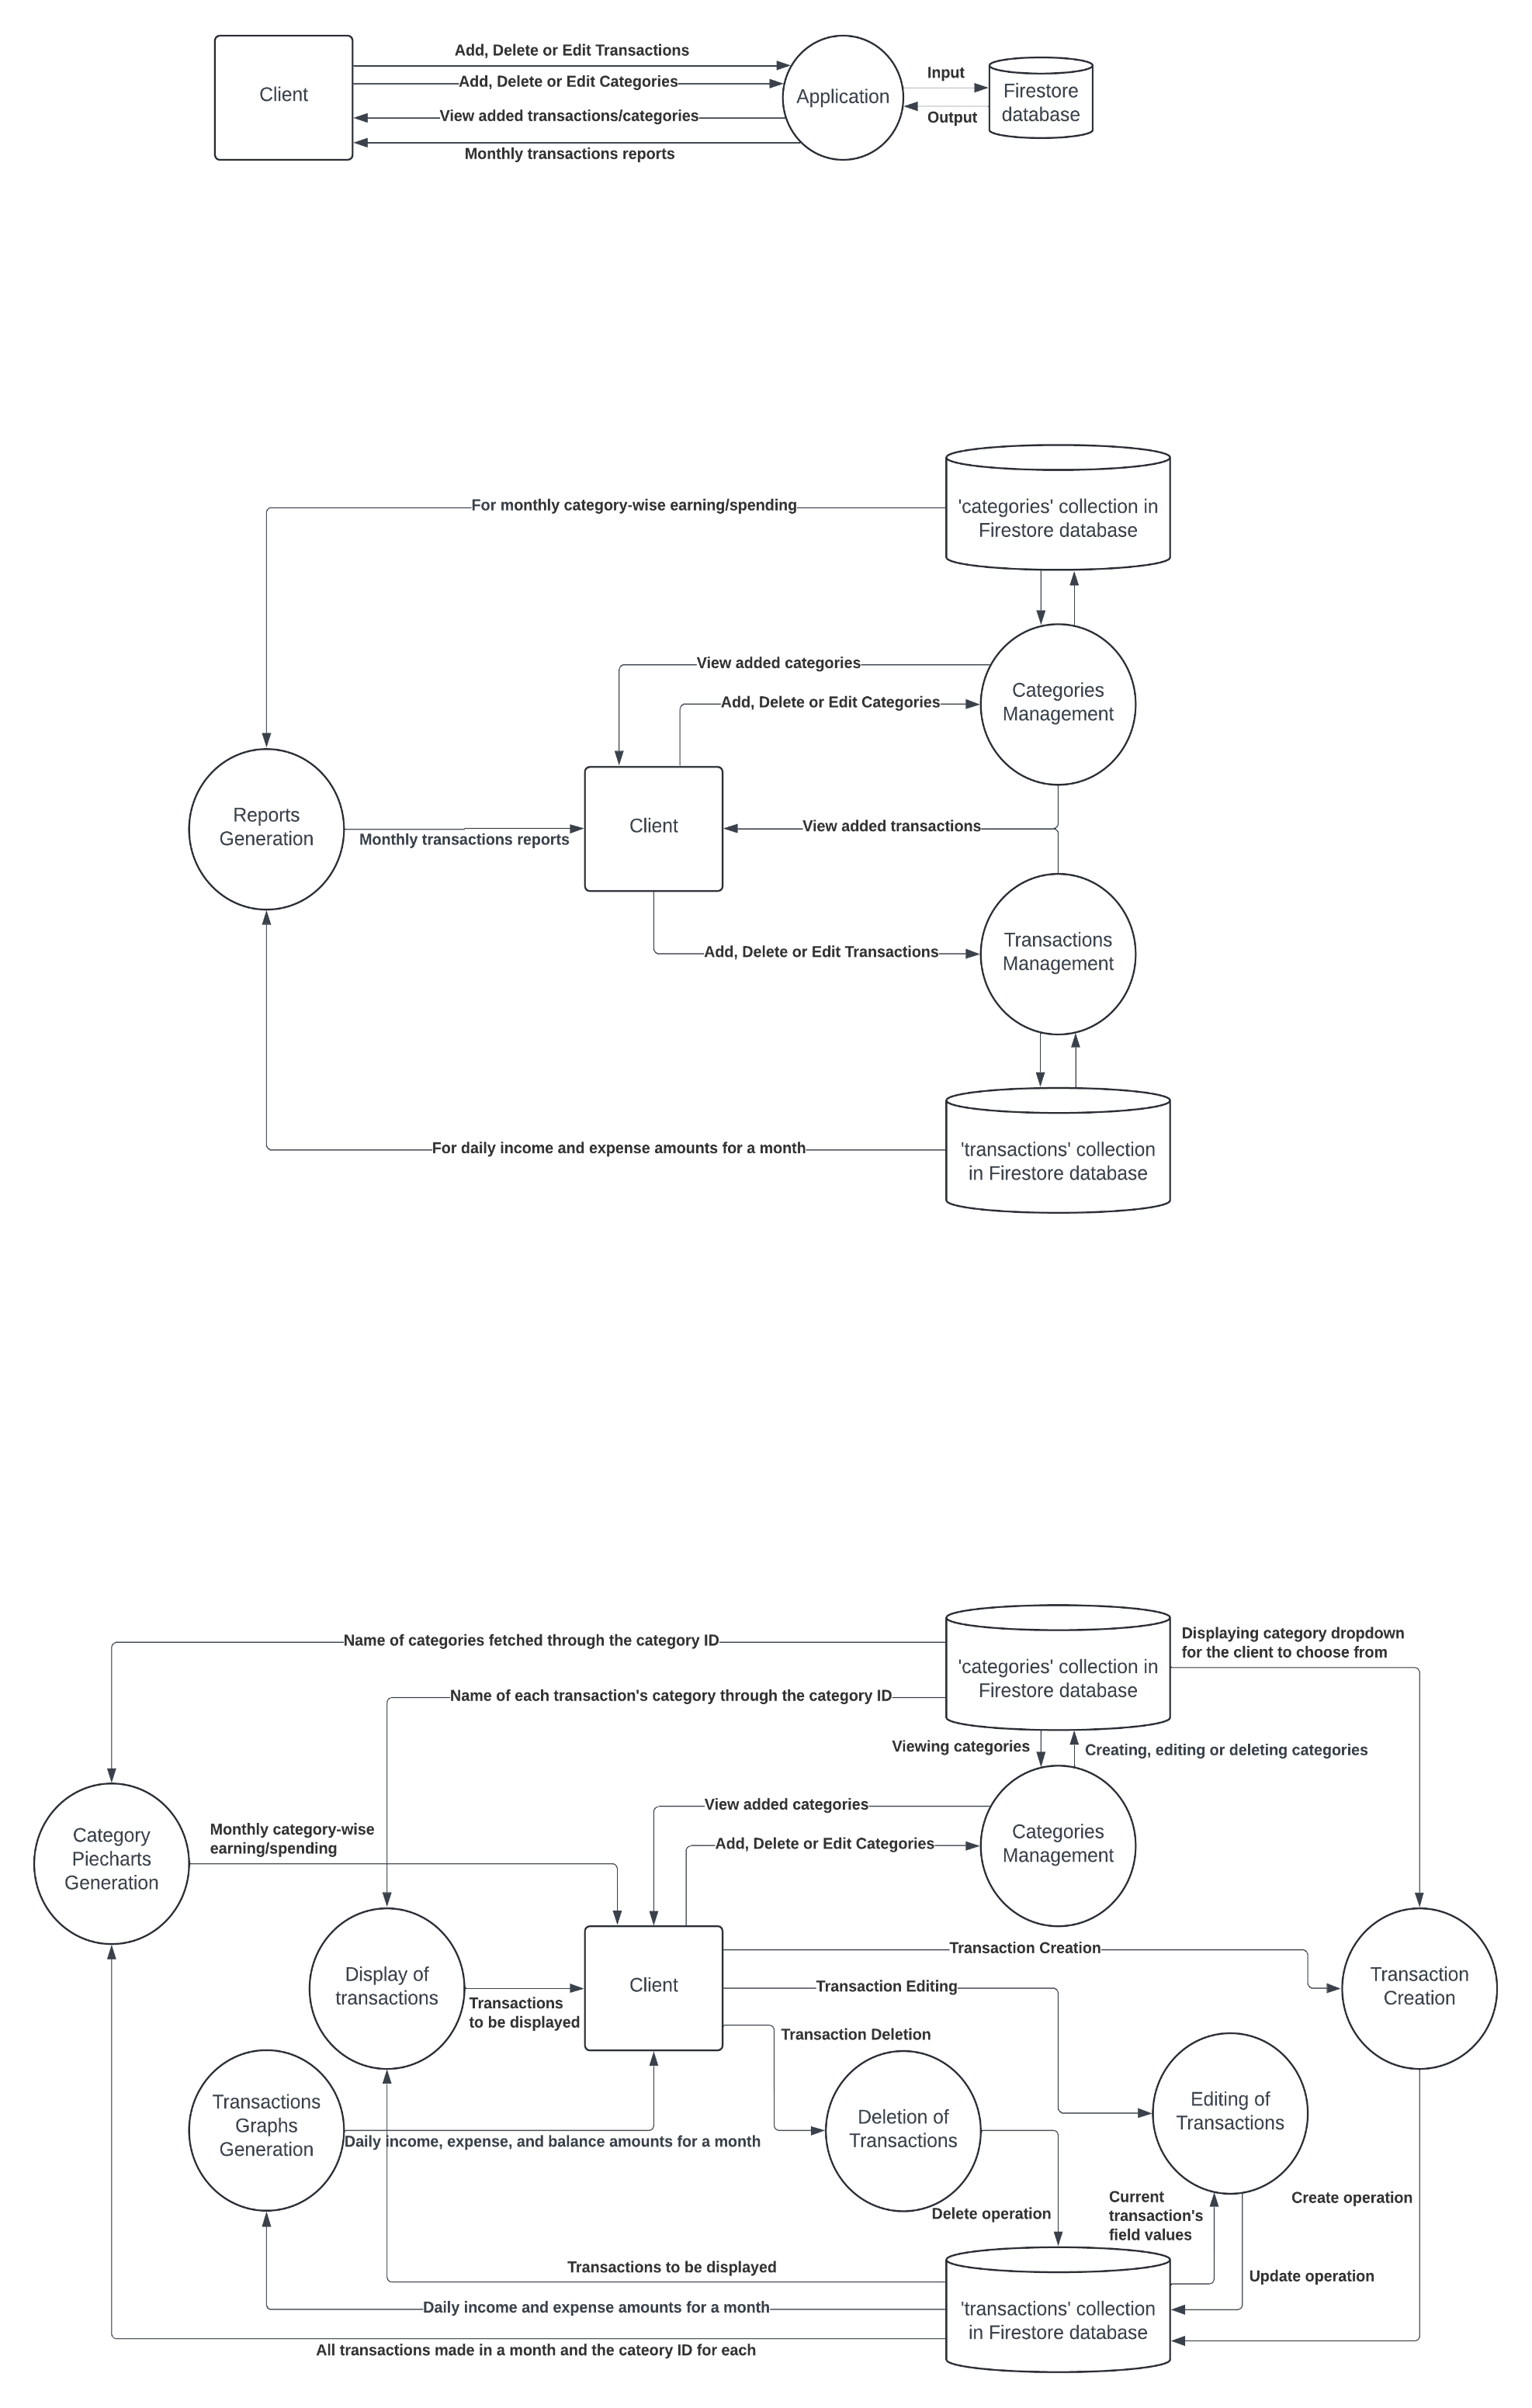 Add, Delete or Edit Transactions
Client
Add, Delete or Edit Categories
View added transactions/categories
Monthly transactions reports
Application
Input
Output
Firestore
database
'categories' collection in
Firestore database
For monthly category-wise earning/spending
View added categories
Add, Delete or Edit Categories
Categories
Management
Reports
Generation
Monthly transactions reports
Client
View added transactions
Add, Delete or Edit Transactions
Transactions
Management
For daily income and expense amounts for a month
'transactions' collection
in Firestore database
Name of categories fetched through the category ID
Name of each transaction's category through the category ID
'categories' collection in
Firestore database
Displaying category dropdown
for the client to choose from
Viewing categories
Creating, editing or deleting categories
View added categories
Add, Delete or Edit Categories
Categories
Management
Category
Piecharts
Generation
Monthly category-wise
earning/spending
Display of
transactions
Transactions
to be displayed
Client
Transaction Creation
Transaction Editing
Transaction Deletion
Transaction
Creation
Transactions
Graphs
Generation
Daily income, expense, and balance amounts for a month
Deletion of
Transactions
Editing of
Transactions
Delete operation
Current
transaction's
field values
Create operation
Update operation
Transactions to be displayed
Daily income and expense amounts for a month
All transactions made in a month and the cateory ID for each
'transactions' collection
in Firestore database